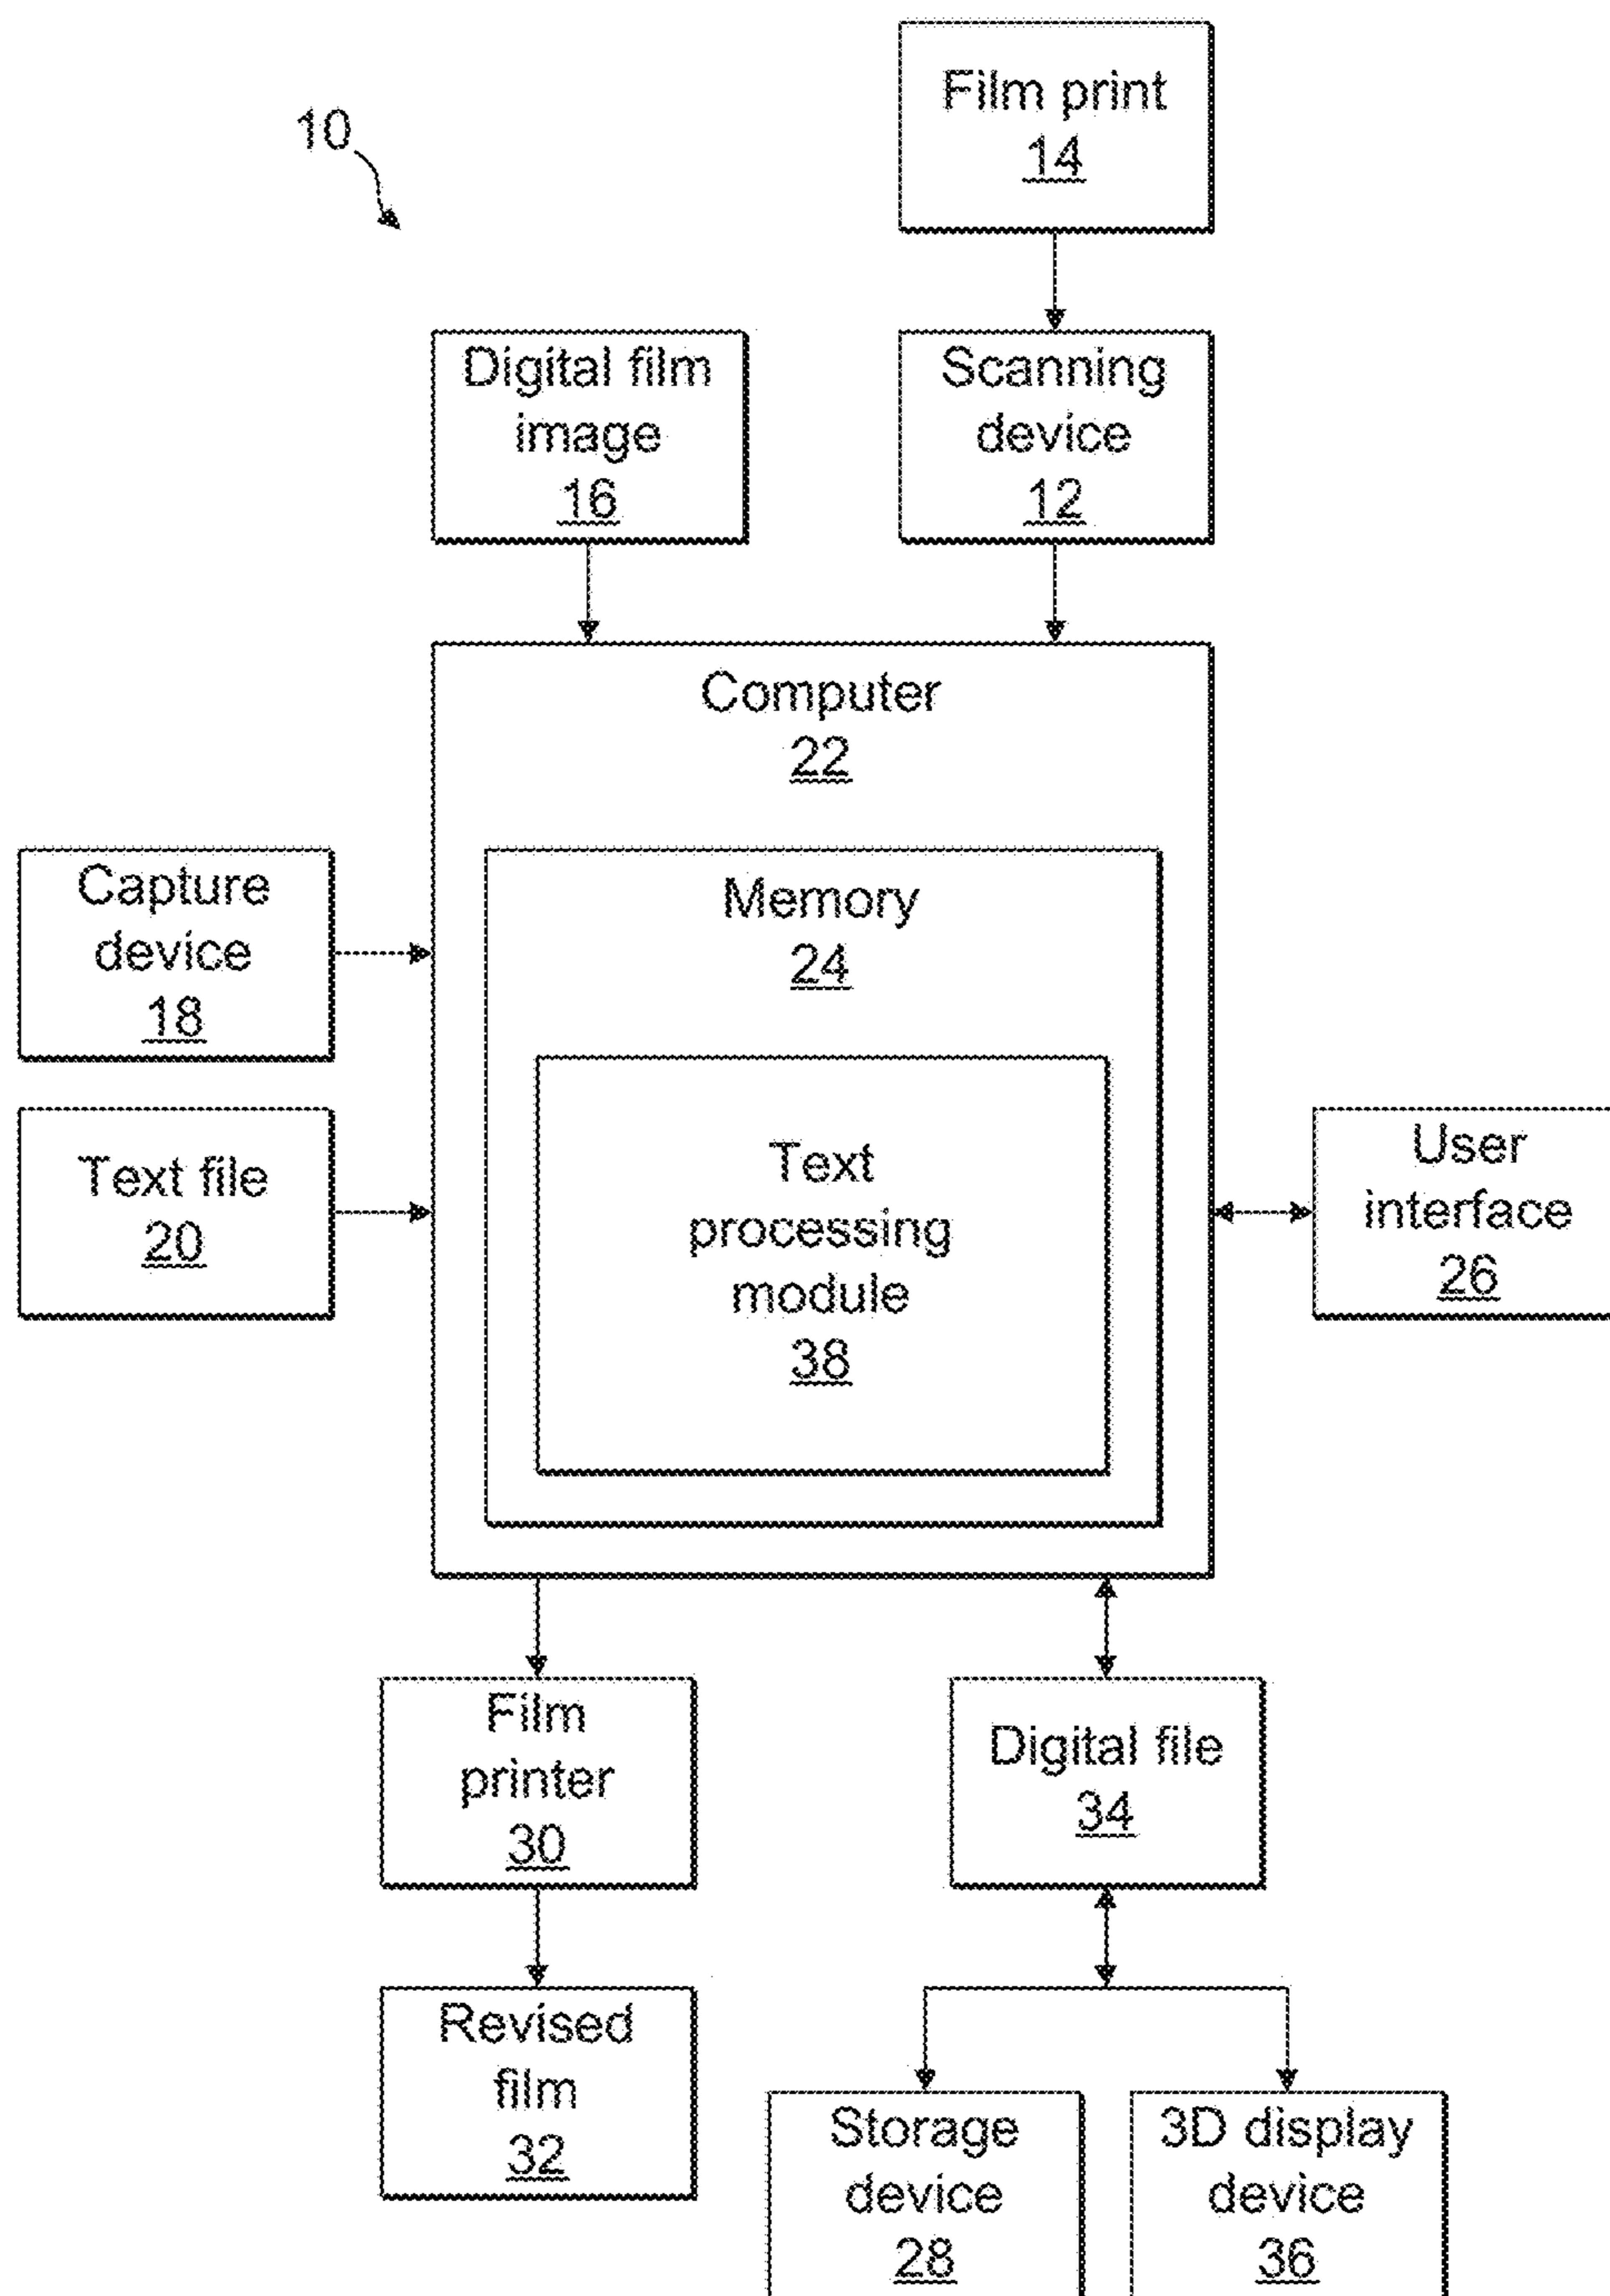 10
Film print
14
Digital film
image
16
Scanning
device
12
Computer
22
Capture
device
18
Memory
24
Text file
20
Text
processing
module
38
User
interface
26
Film
printer
30
Digital file
34
Revised
film
32
Storage
device
28
3D display
device
36